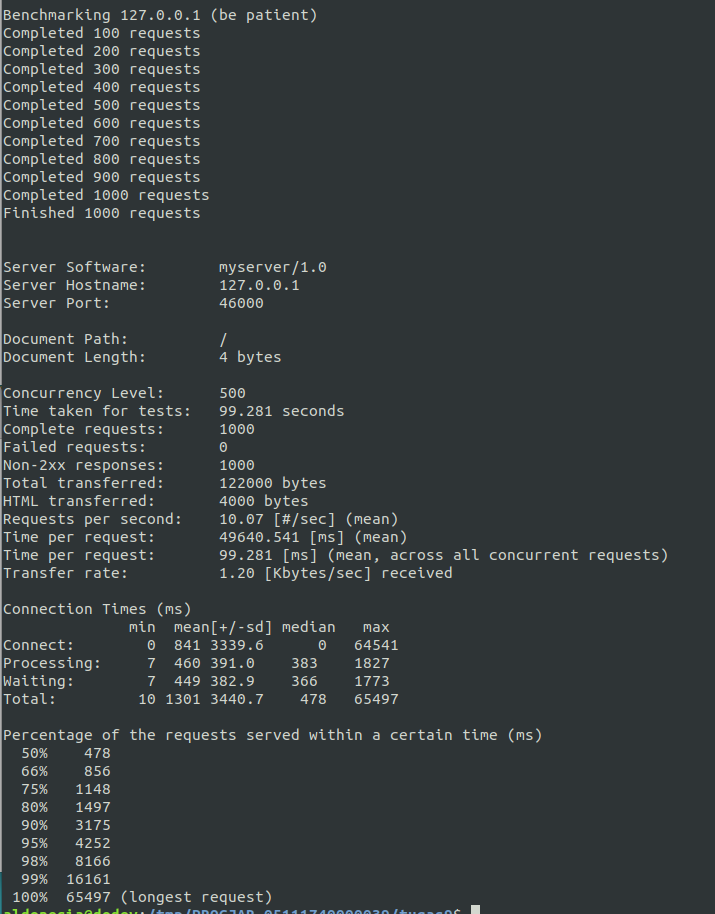 Benchmarking 127.0.0.1 (be patient)
Completed 100 requests
Completed 200 requests
Completed 300 requests
Completed 400 requests
Completed 500 requests
Completed 600 requests
Completed 700 requests
Completed 800 requests
Completed 900 requests
Completed 1000 requests
Finished 1000 requests
Server Software:        myserver/1.0
Server Hostname:        127.0.0.1
Server Port:            46000
Document Path:          /
Document Length:        4 bytes
Concurrency Level:      500
Time taken for tests:   99.281 seconds
Complete requests:      1000
Failed requests:        0
Non-2xx responses:      1000
Total transferred:      122000 bytes
HTML transferred:       4000 bytes
Requests per second:    10.07 [#/sec] (mean)
Time per request:       49640.541 [ms] (mean)
Time per request:       99.281 [ms] (mean, across all concurrent requests)
Transfer rate:          1.20 [Kbytes/sec] received
Connection Times (ms)
              min  mean[+/-sd] median   max
Connect:        0  841 3339.6      0   64541
Processing:     7  460 391.0    383    1827
Waiting:        7  449 382.9    366    1773
Total:         10 1301 3440.7    478   65497
Percentage of the requests served within a certain time (ms)
  50%    478
  66%    856
  75%   1148
  80%   1497
  90%   3175
  95%   4252
  98%   8166
  99%  16161
 100%  65497 (longest request)